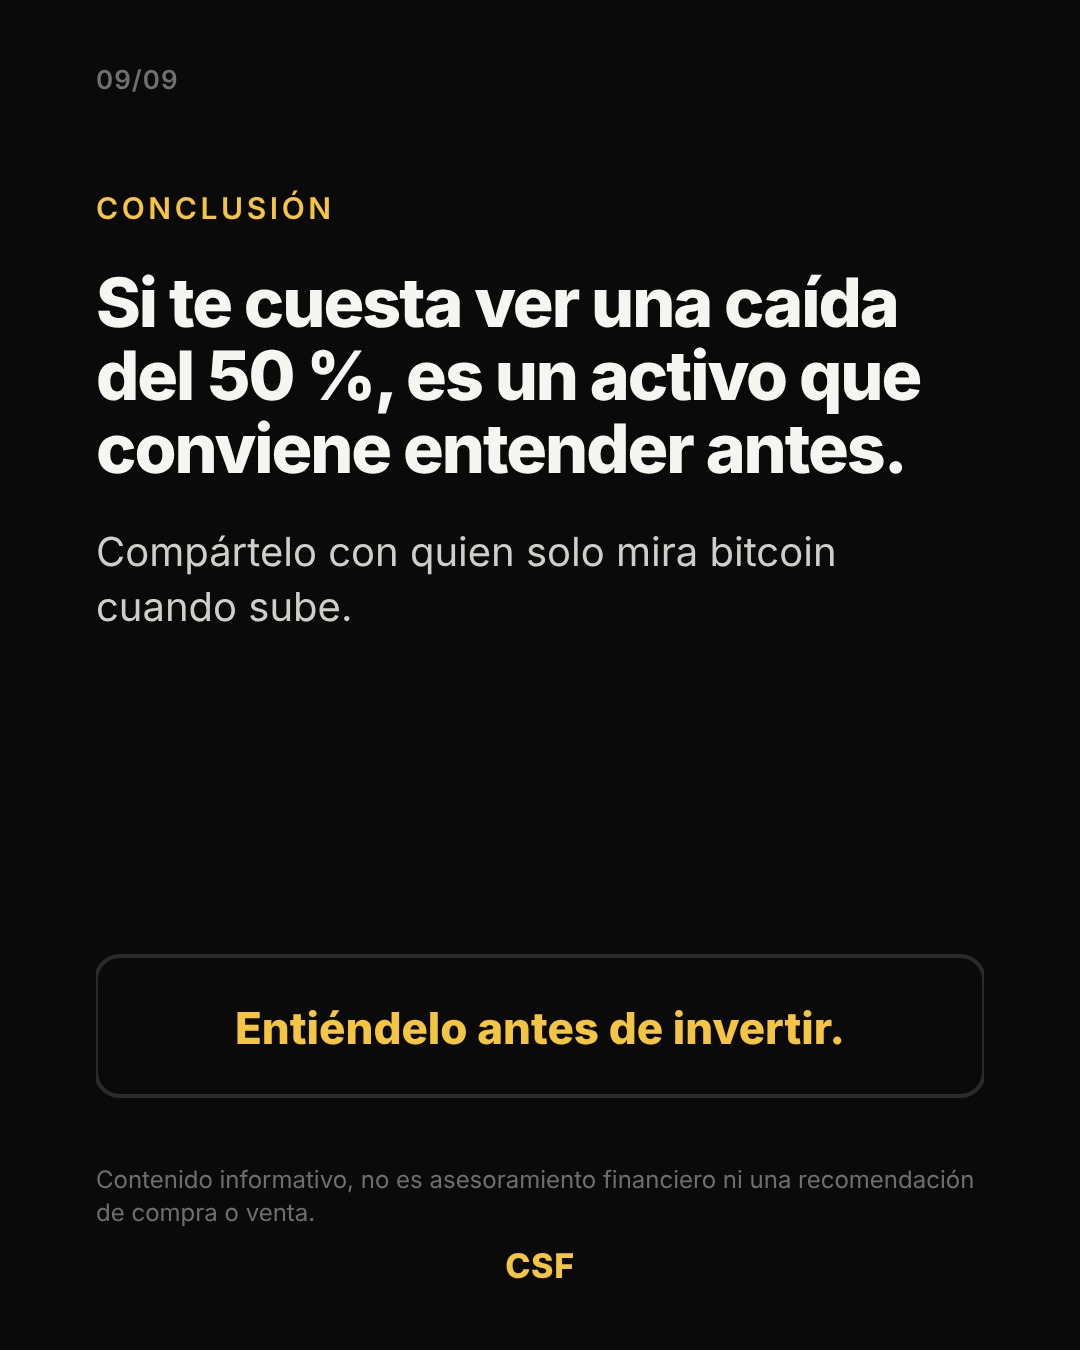 09/09
CONCLUSIÓN
Si te cuesta ver una caída
del 50 %, es un activo que
conviene entender antes.
Compártelo con quien solo mira bitcoin
cuando sube.
Entiéndelo antes de invertir.
Contenido informativo, no es asesoramiento financiero ni una recomendación
de compra o venta.
CSF